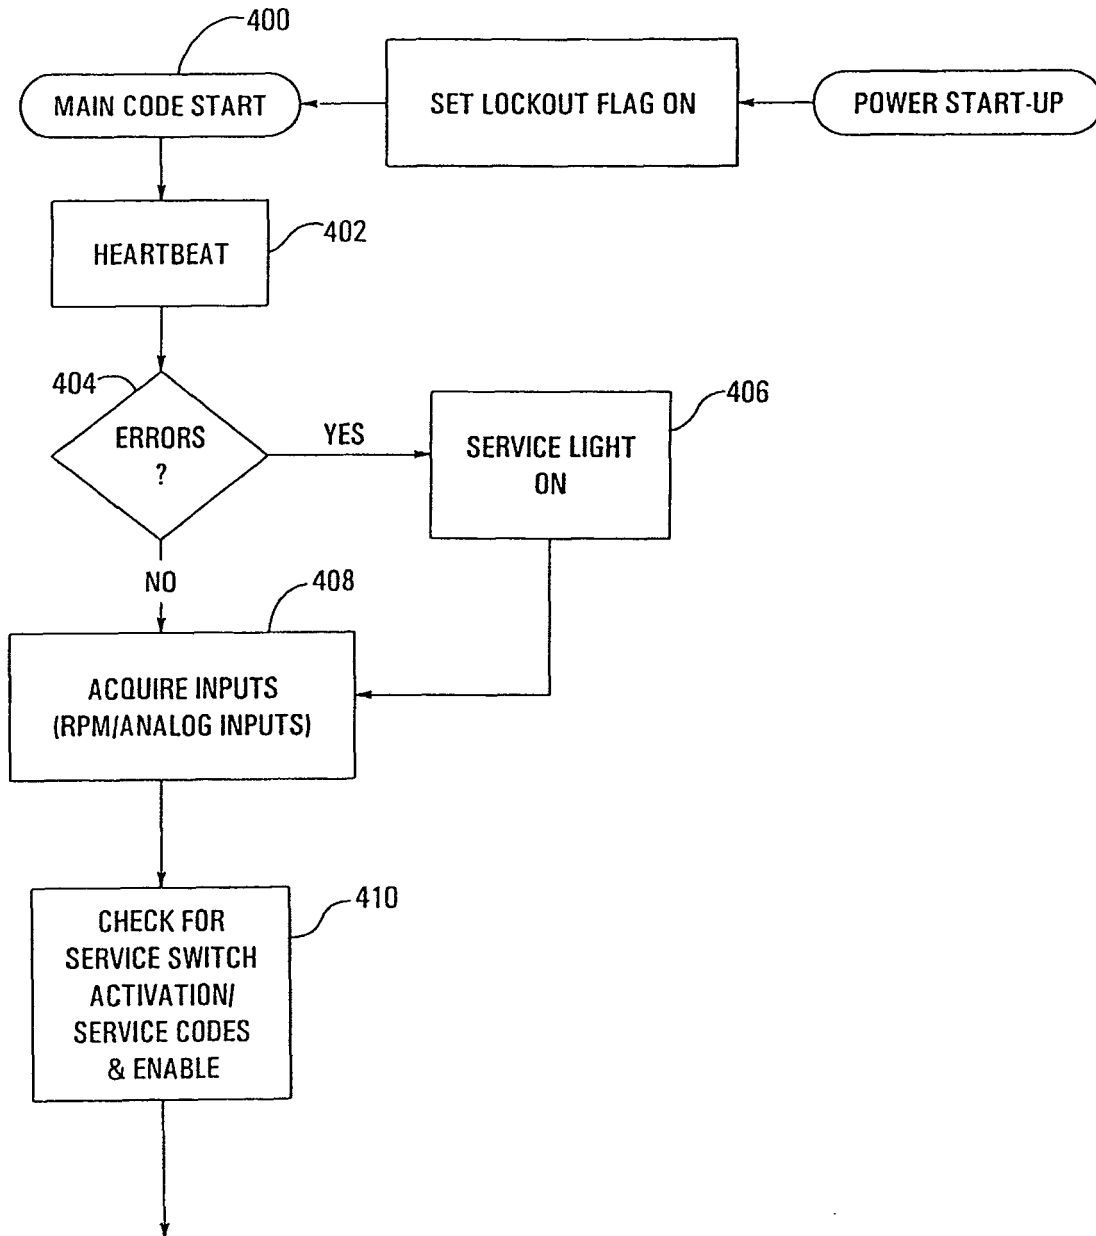 400
MAIN CODE START
SET LOCKOUT FLAG ON
POWER START-UP
HEARTBEAT
402
404
ERRORS
?
YES
SERVICE LIGHT
ON
406
NO
408
ACQUIRE INPUTS
(RPM/ANALOG INPUTS)
410
CHECK FOR
SERVICE SWITCH
ACTIVATION/
SERVICE CODES
& ENABLE